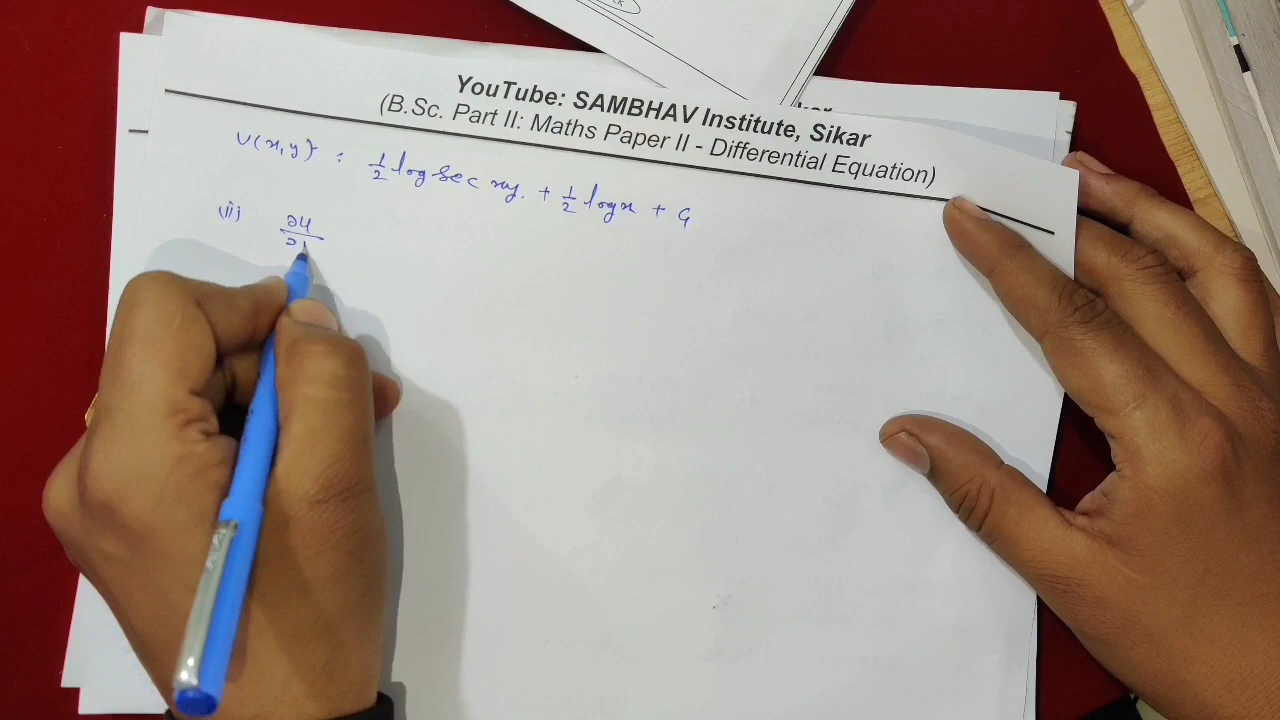 YouTube: SAMBHAV Institute, Sikar
(B.Sc. Part II: Maths Paper II - Differential Equation)
V(x,y) = 1/2 log sec xy. + 1/2 log x + C₁
(ii) ∂u